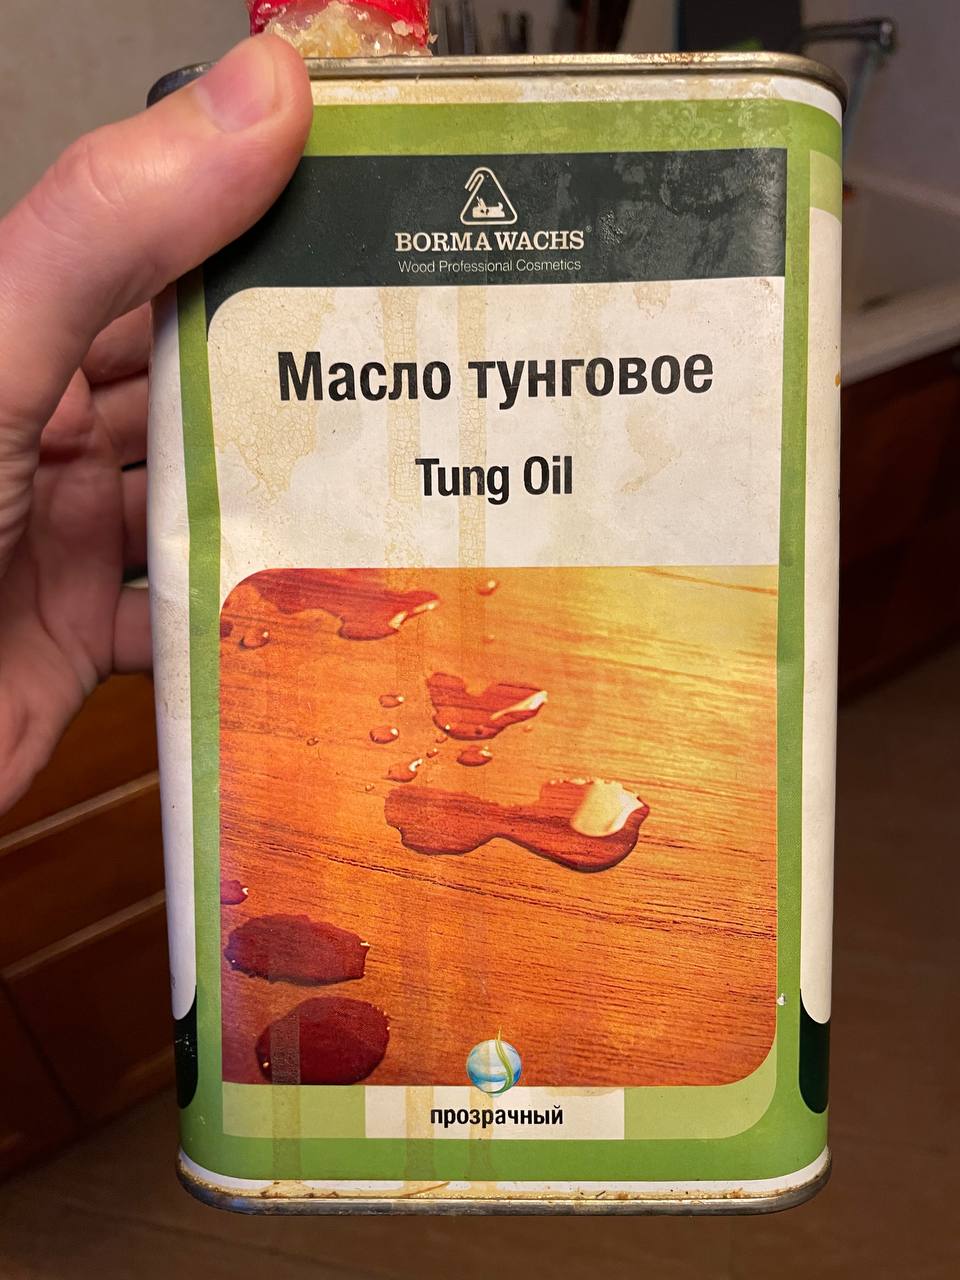 BORMA WACHS®
Wood Professional Cosmetics
Масло тунговое
Tung Oil
прозрачный